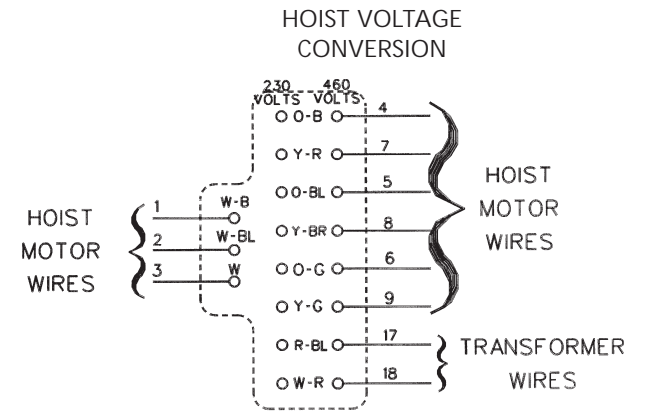 HOIST VOLTAGE
CONVERSION
230 460
VOLTS VOLTS
O-B 4
Y-R 7
O-BL 5
Y-BR 8
O-G 6
Y-G 9
R-BL 17
W-R 18
1 W-B
2 W-BL
3 W
HOIST
MOTOR
WIRES
HOIST
MOTOR
WIRES
TRANSFORMER
WIRES